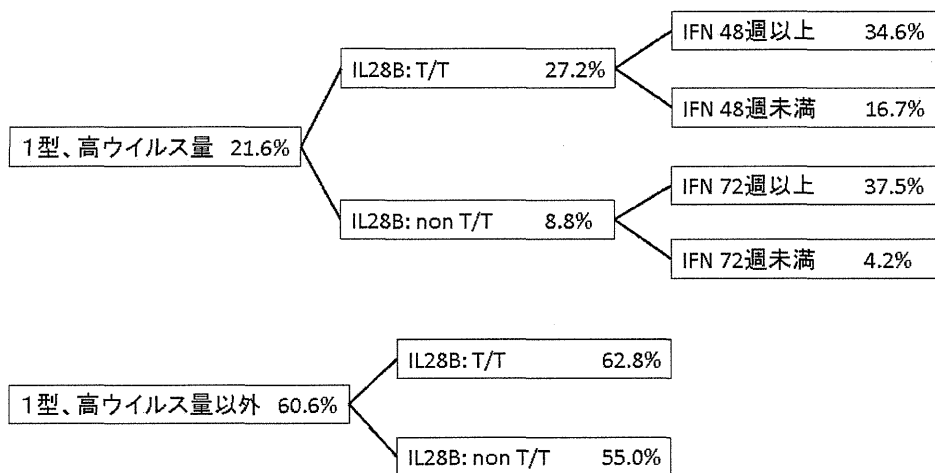 IFN 48週以上 34.6%
IL28B: T/T 27.2%
IFN 48週未満 16.7%
1型、高ウイルス量 21.6%
IFN 72週以上 37.5%
IL28B: non T/T 8.8%
IFN 72週未満 4.2%
IL28B: T/T 62.8%
1型、高ウイルス量以外 60.6%
IL28B: non T/T 55.0%